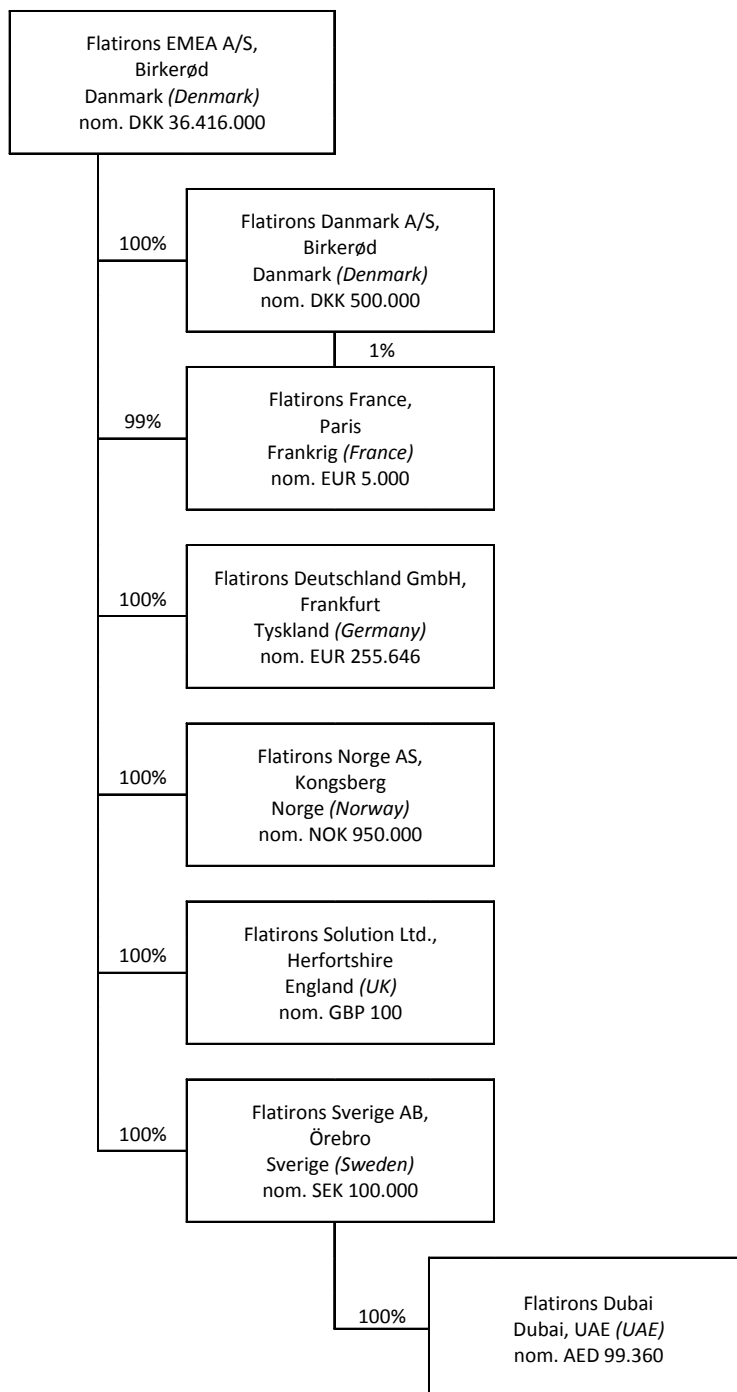 Flatirons EMEA A/S,
Birkerød
Danmark (Denmark)
nom. DKK 36.416.000
100%
Flatirons Danmark A/S,
Birkerød
Danmark (Denmark)
nom. DKK 500.000
1%
99%
Flatirons France,
Paris
Frankrig (France)
nom. EUR 5.000
100%
Flatirons Deutschland GmbH,
Frankfurt
Tyskland (Germany)
nom. EUR 255.646
100%
Flatirons Norge AS,
Kongsberg
Norge (Norway)
nom. NOK 950.000
100%
Flatirons Solution Ltd.,
Herfortshire
England (UK)
nom. GBP 100
100%
Flatirons Sverige AB,
Örebro
Sverige (Sweden)
nom. SEK 100.000
100%
Flatirons Dubai
Dubai, UAE (UAE)
nom. AED 99.360